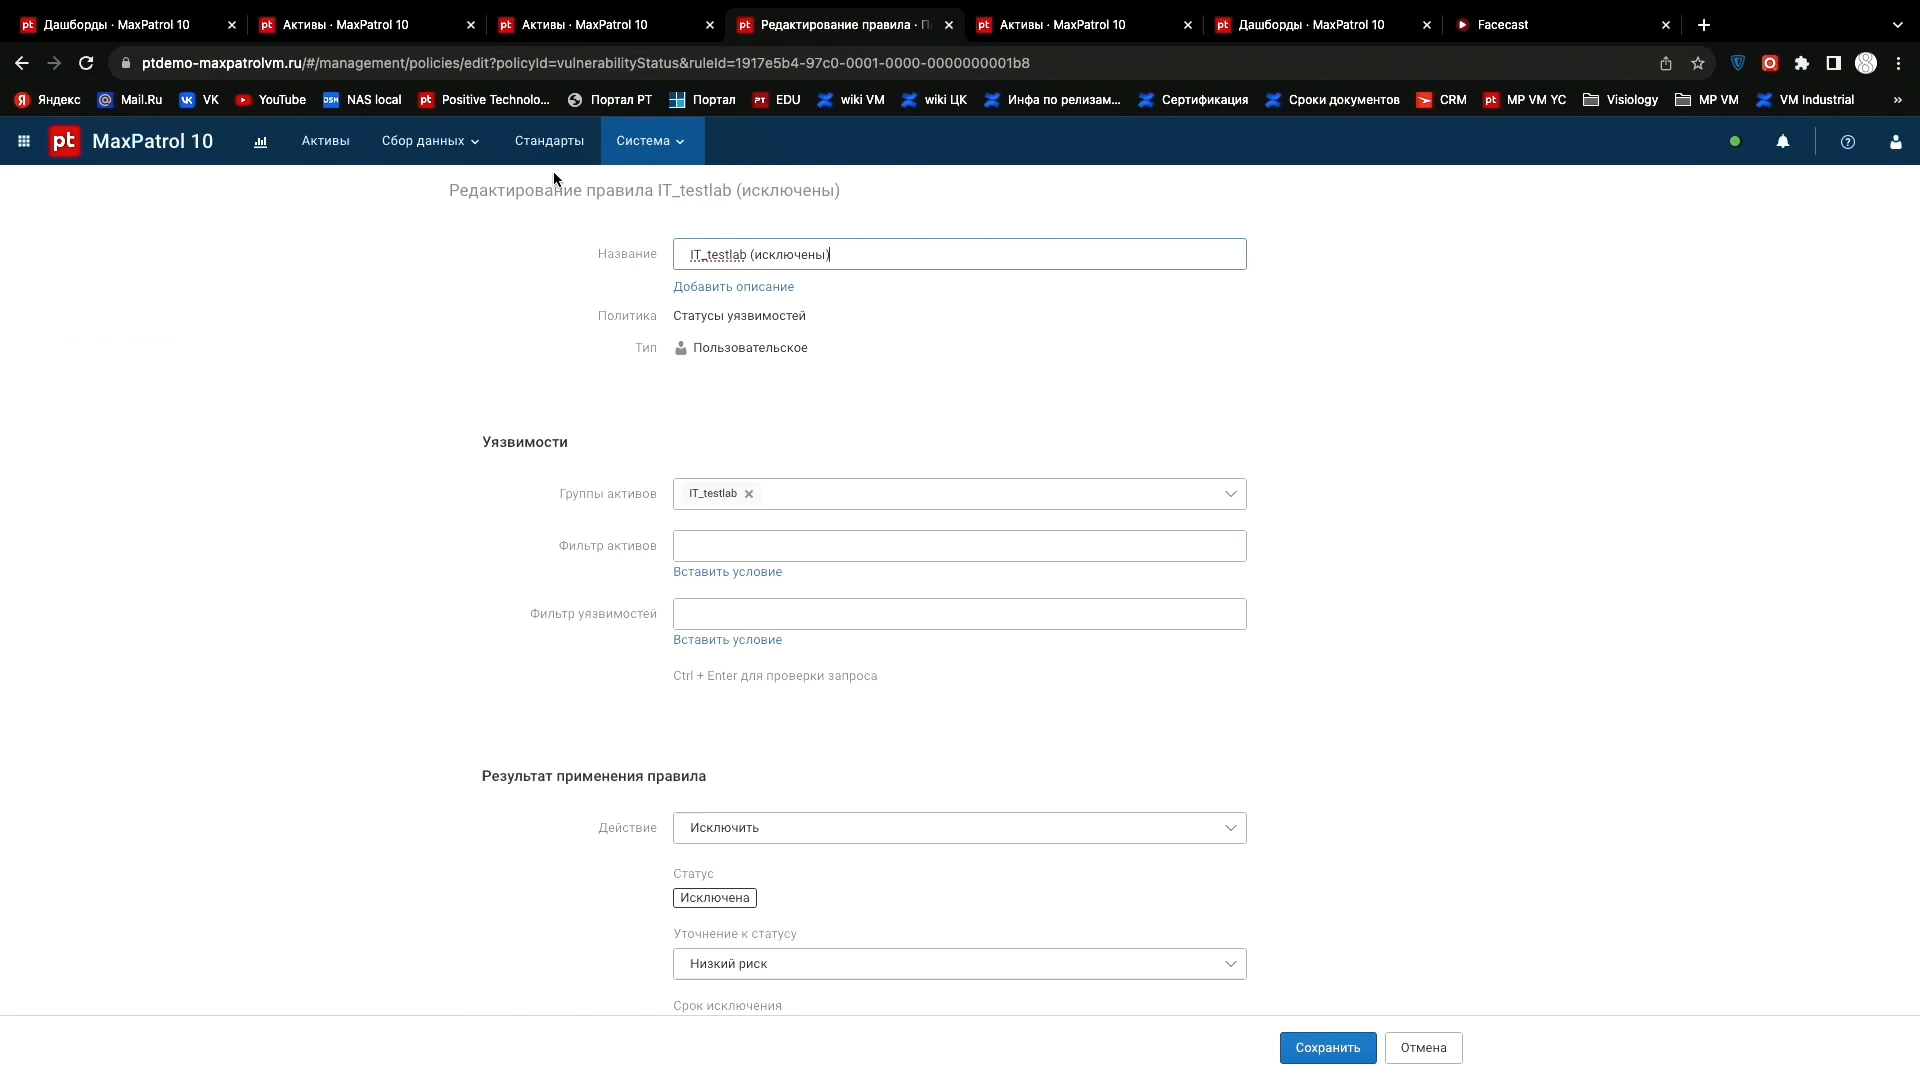 Дашборды · MaxPatrol 10
Активы · MaxPatrol 10
Активы · MaxPatrol 10
Редактирование правила ·
Активы · MaxPatrol 10
Дашборды · MaxPatrol 10
Facecast
ptdemo-maxpatrolvm.ru/#/management/policies/edit?policyId=vulnerabilityStatus&ruleId=1917e5b4-97c0-0001-0000-0000000001b8
Яндекс Mail.Ru VK YouTube NAS local Positive Technolo... Портал PT Портал EDU wiki VM wiki ЦК Инфа по релизам... Сертификация Сроки документов CRM MP VM YC Visiology MP VM VM Industrial »
pt MaxPatrol 10 Активы Сбор данных Стандарты Система
Редактирование правила IT_testlab (исключены)
Название IT_testlab (исключены)
Добавить описание
Политика Статусы уязвимостей
Тип Пользовательское
Уязвимости
Группы активов IT_testlab
Фильтр активов
Вставить условие
Фильтр уязвимостей
Вставить условие
Ctrl + Enter для проверки запроса
Результат применения правила
Действие Исключить
Статус
Исключена
Уточнение к статусу
Низкий риск
Срок исключения
Сохранить Отмена